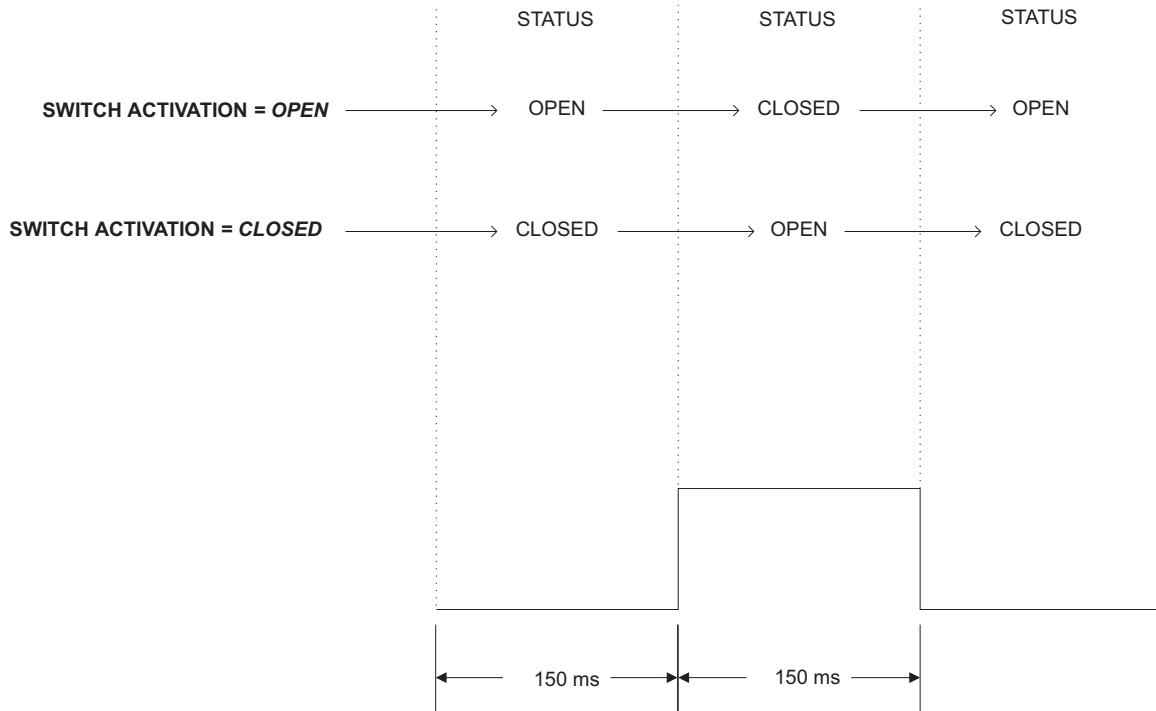 STATUS STATUS STATUS
SWITCH ACTIVATION = OPEN OPEN CLOSED OPEN
SWITCH ACTIVATION = CLOSED CLOSED OPEN CLOSED
150 ms 150 ms